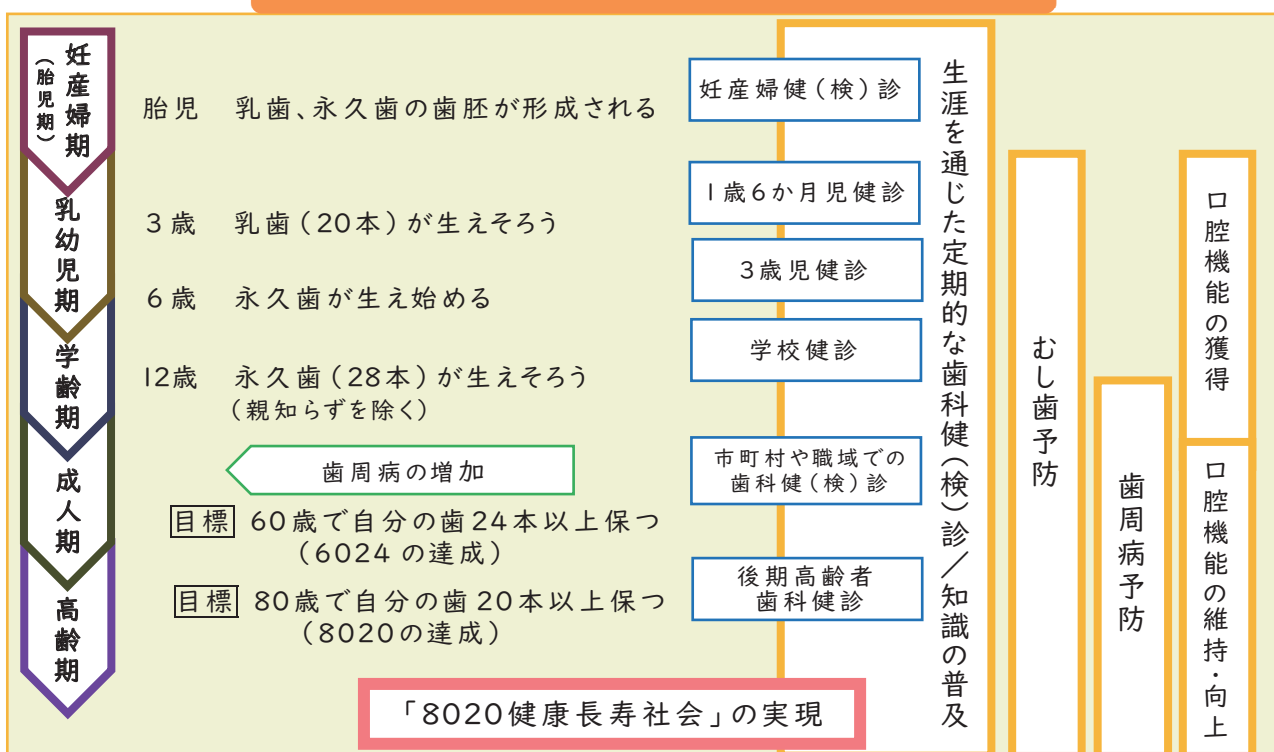 妊産婦期
（胎児期）
乳幼児期
学齢期
成人期
高齢期
胎児 乳歯、永久歯の歯胚が形成される
3歳 乳歯（20本）が生えそろう
6歳 永久歯が生え始める
12歳 永久歯（28本）が生えそろう
（親知らずを除く）
歯周病の増加
目標 60歳で自分の歯24本以上保つ
（6024の達成）
目標 80歳で自分の歯20本以上保つ
（8020の達成）
「8020健康長寿社会」の実現
妊産婦健（検）診
1歳6か月児健診
3歳児健診
学校健診
市町村や職域での
歯科健（検）診
後期高齢者
歯科健診
生涯を通じた定期的な歯科健（検）診／知識の普及
むし歯予防
歯周病予防
口腔機能の獲得
口腔機能の維持・向上